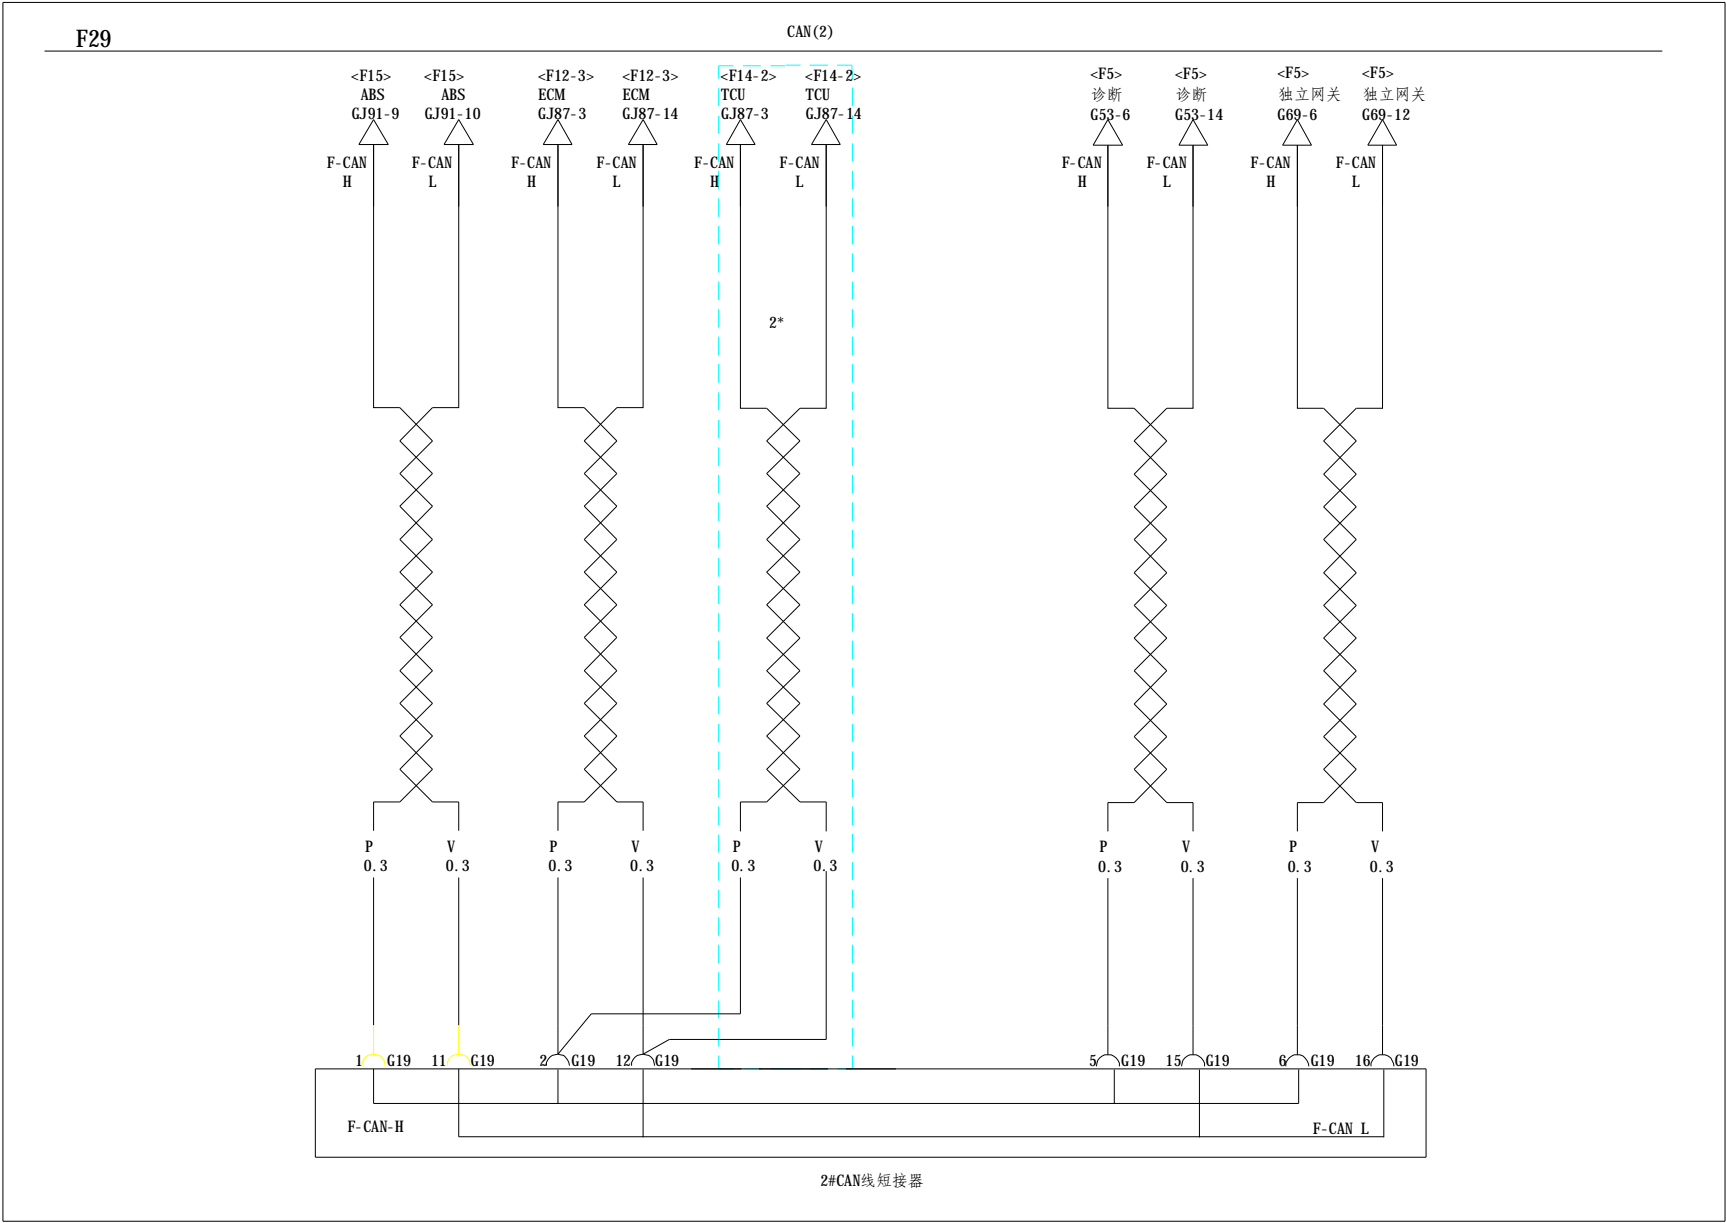 F29
CAN(2)
<F15>
ABS
GJ91-9
<F15>
ABS
GJ91-10
<F12-3>
ECM
GJ87-3
<F12-3>
ECM
GJ87-14
<F14-2>
TCU
GJ87-3
<F14-2>
TCU
GJ87-14
<F5>
诊断
G53-6
<F5>
诊断
G53-14
<F5>
独立网关
G69-6
<F5>
独立网关
G69-12
F-CAN
H
F-CAN
L
F-CAN
H
F-CAN
L
F-CAN
H
F-CAN
L
F-CAN
H
F-CAN
L
F-CAN
H
F-CAN
L
2*
P
0.3
V
0.3
P
0.3
V
0.3
P
0.3
V
0.3
P
0.3
V
0.3
P
0.3
V
0.3
1 G19
11 G19
2 G19
12 G19
5 G19
15 G19
6 G19
16 G19
F-CAN-H
F-CAN L
2#CAN线短接器